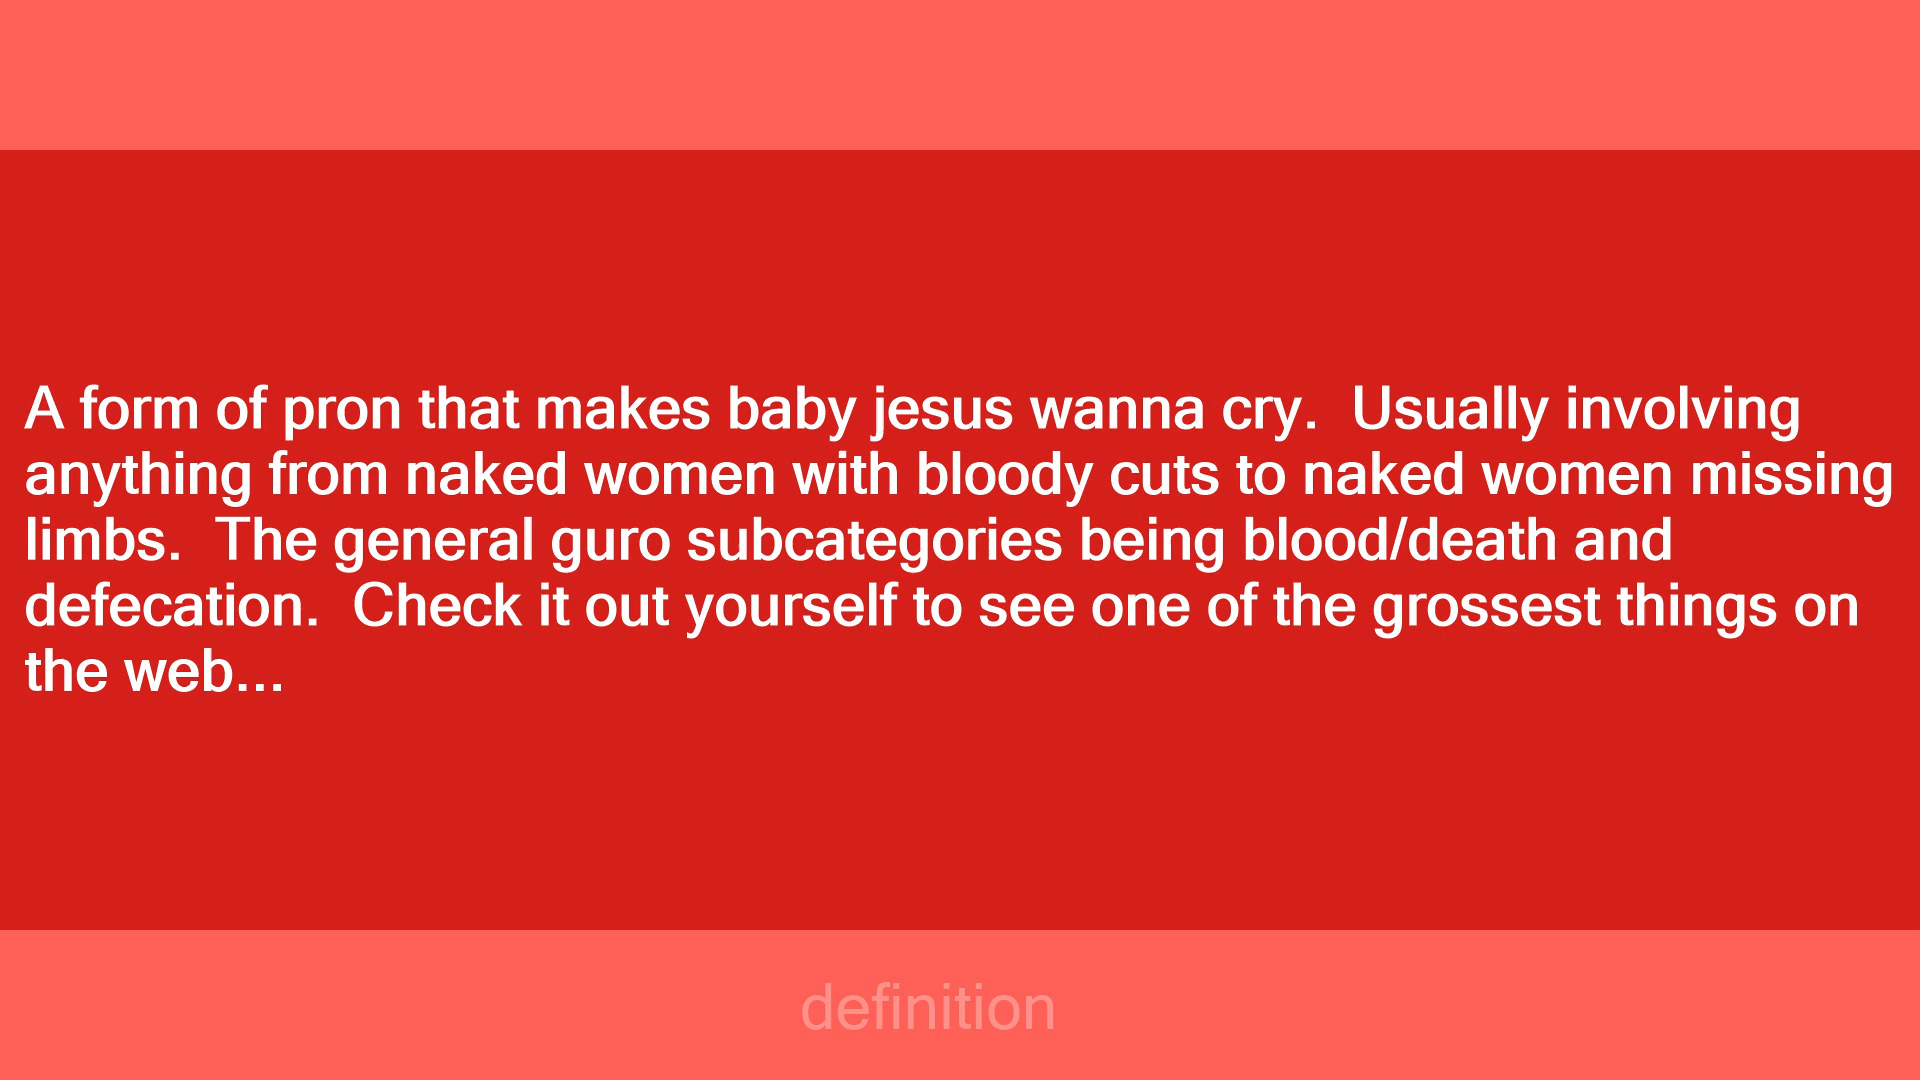 A form of pron that makes baby jesus wanna cry.  Usually involving
anything from naked women with bloody cuts to naked women missing
limbs.  The general guro subcategories being blood/death and
defecation.  Check it out yourself to see one of the grossest things on
the web...
definition